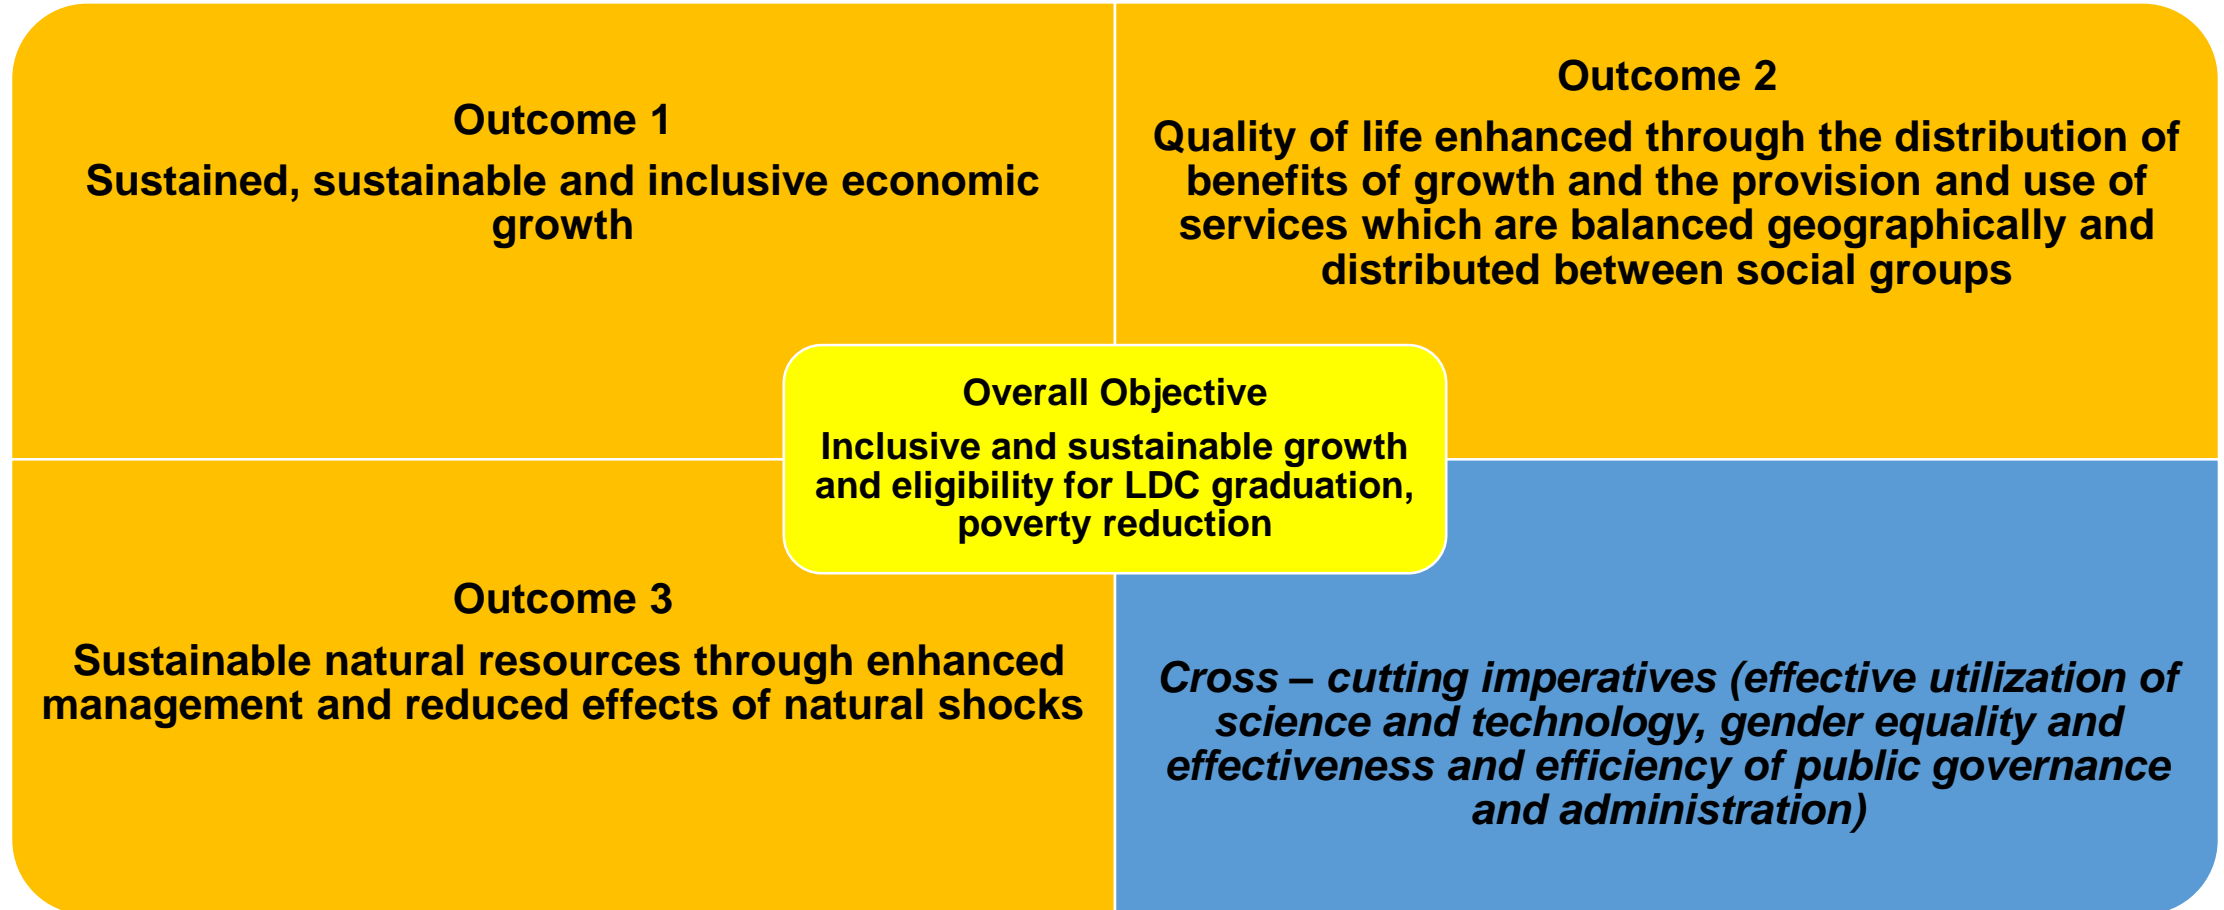 Outcome 1
Sustained, sustainable and inclusive economic
growth
Outcome 2
Quality of life enhanced through the distribution of
benefits of growth and the provision and use of
services which are balanced geographically and
distributed between social groups
Overall Objective
Inclusive and sustainable growth
and eligibility for LDC graduation,
poverty reduction
Outcome 3
Sustainable natural resources through enhanced
management and reduced effects of natural shocks
Cross – cutting imperatives (effective utilization of
science and technology, gender equality and
effectiveness and efficiency of public governance
and administration)